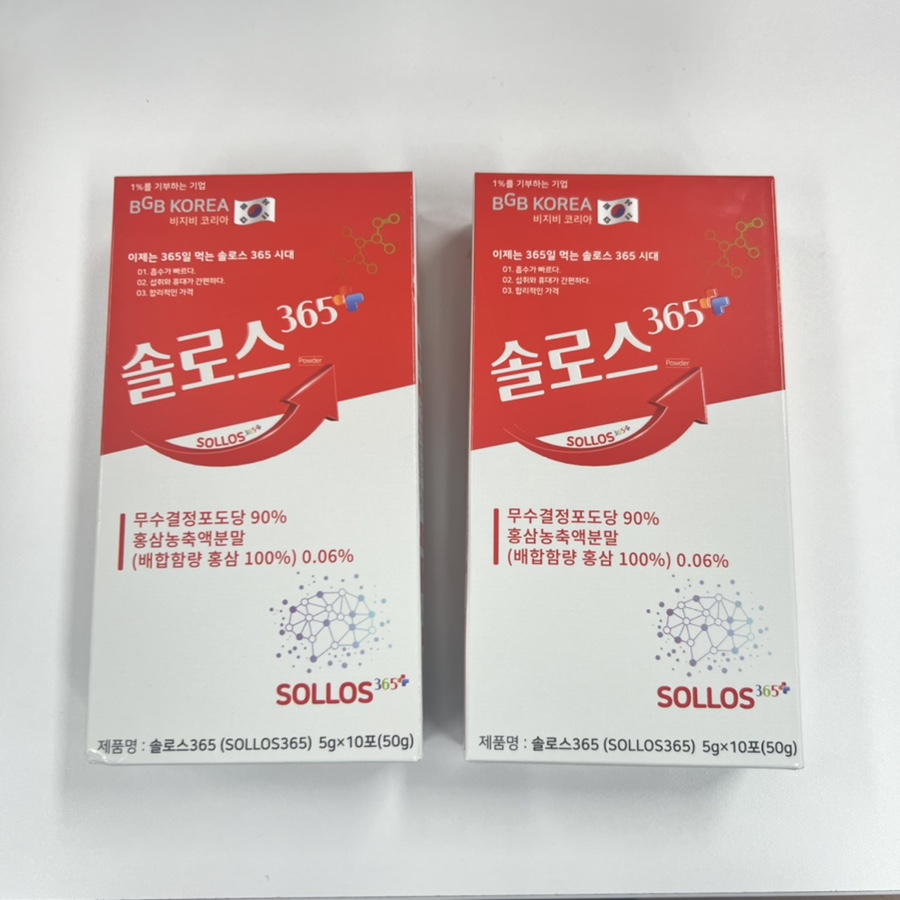 1%를 기부하는 기업
BGB KOREA
비지비 코리아
이제는 365일 먹는 솔로스 365 시대
01. 흡수가 빠르다.
02. 섭취와 휴대가 간편하다.
03. 합리적인 가격
솔로스365
Powder
SOLLOS365
무수결정포도당 90%
홍삼농축액분말
(배합함량 홍삼 100%) 0.06%
SOLLOS365
제품명 : 솔로스365 (SOLLOS365) 5g×10포(50g)
1%를 기부하는 기업
BGB KOREA
비지비 코리아
이제는 365일 먹는 솔로스 365 시대
01. 흡수가 빠르다.
02. 섭취와 휴대가 간편하다.
03. 합리적인 가격
솔로스365
Powder
SOLLOS365
무수결정포도당 90%
홍삼농축액분말
(배합함량 홍삼 100%) 0.06%
SOLLOS365
제품명 : 솔로스365 (SOLLOS365) 5g×10포(50g)